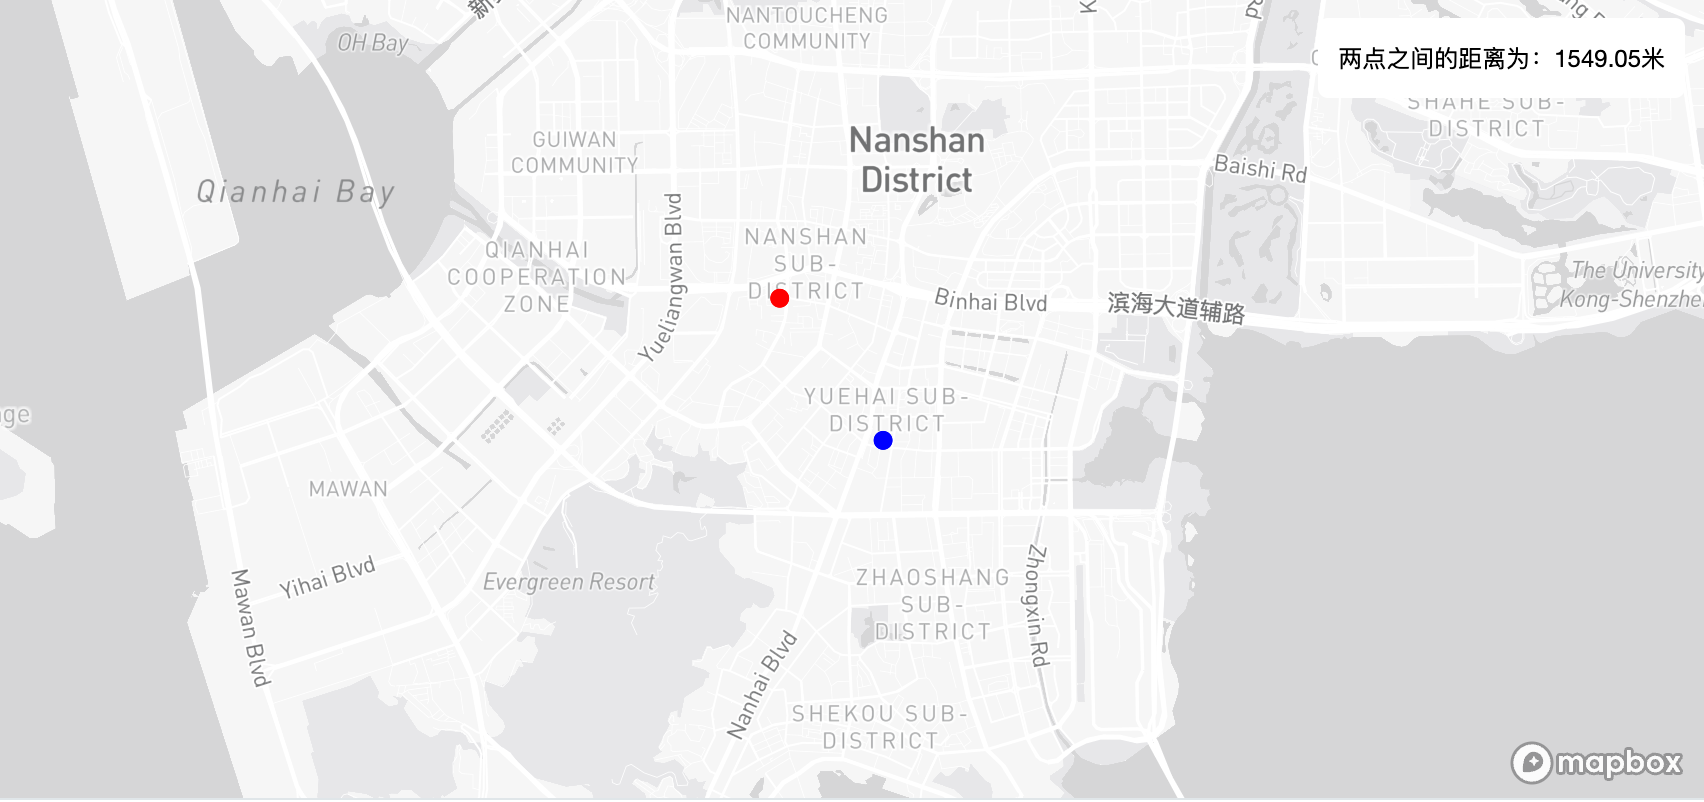 NANTOUCHENG
COMMUNITY
OH Bay
Rd
两点之间的距离为：1549.05米
SHAHE SUB-
DISTRICT
GUIWAN
COMMUNITY
Nanshan
District
Baishi Rd
Qianhai Bay
Yueliangwan Blvd
NANSHAN
SUB-
DISTRICT
QIANHAI
COOPERATION
ZONE
Binhai Blvd
滨海大道辅路
The University
Kong-Shenzhe
YUEHAI SUB-
DISTRICT
MAWAN
Yihai Blvd
Mawan Blvd
Evergreen Resort
ZHAOSHANG
SUB-
DISTRICT
Zhongxin Rd
Nanhai Blvd
SHEKOU SUB-
DISTRICT
mapbox